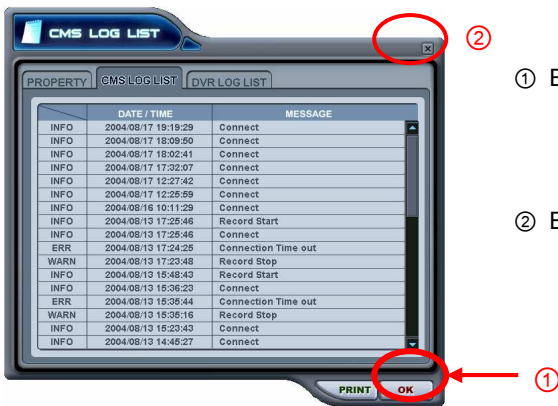 CMS LOG LIST
②
PROPERTY CMS LOG LIST DVR LOG LIST
① E
DATE / TIME MESSAGE
INFO 2004/08/17 19:19:29 Connect
INFO 2004/08/17 18:09:50 Connect
INFO 2004/08/17 18:02:41 Connect
INFO 2004/08/17 17:32:07 Connect
INFO 2004/08/17 12:27:42 Connect
INFO 2004/08/17 12:25:59 Connect
INFO 2004/08/16 10:11:29 Connect
INFO 2004/08/13 17:25:46 Record Start
② E
INFO 2004/08/13 17:25:46 Connect
ERR 2004/08/13 17:24:25 Connection Time out
WARN 2004/08/13 17:23:48 Record Stop
INFO 2004/08/13 15:48:43 Record Start
INFO 2004/08/13 15:36:23 Connect
ERR 2004/08/13 15:35:44 Connection Time out
WARN 2004/08/13 15:35:16 Record Stop
INFO 2004/08/13 15:23:43 Connect
INFO 2004/08/13 14:45:27 Connect
PRINT OK ①